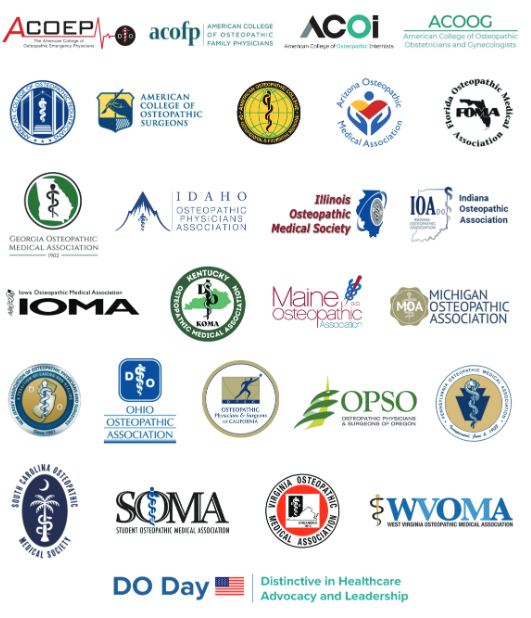 ACOEP
The American College of
Osteopathic Emergency Physicians
acofp
AMERICAN COLLEGE
OF OSTEOPATHIC
FAMILY PHYSICIANS
ACOi
American College of Osteopathic Internists
ACOOG
American College of Osteopathic
Obstetricians and Gynecologists
AMERICAN
COLLEGE OF
OSTEOPATHIC
SURGEONS
Arizona Osteopathic
Medical Association
Florida Osteopathic Medical
FOMA
Association
GEORGIA OSTEOPATHIC
MEDICAL ASSOCIATION
1902
IDAHO
OSTEOPATHIC
PHYSICIANS
ASSOCIATION
Illinois
Osteopathic
Medical Society
IOA
INDIANA
OSTEOPATHIC
ASSOCIATION
Indiana
Osteopathic
Association
Iowa Osteopathic Medical Association
IOMA
KENTUCKY
OSTEOPATHIC MEDICAL ASSOCIATION
KOMA
Maine
Osteopathic
Association
MOA
MICHIGAN
OSTEOPATHIC
ASSOCIATION
D O
OHIO
OSTEOPATHIC
ASSOCIATION
OSTEOPATHIC
Physicians & Surgeons
OF CALIFORNIA
OPSO
OSTEOPATHIC PHYSICIANS
& SURGEONS OF OREGON
PENNSYLVANIA OSTEOPATHIC MEDICAL ASSOCIATION
SOUTH CAROLINA OSTEOPATHIC
MEDICAL SOCIETY
SOMA
STUDENT OSTEOPATHIC MEDICAL ASSOCIATION
VIRGINIA OSTEOPATHIC
MEDICAL ASSOCIATION
WVOMA
WEST VIRGINIA OSTEOPATHIC MEDICAL ASSOCIATION
DO Day
Distinctive in Healthcare
Advocacy and Leadership